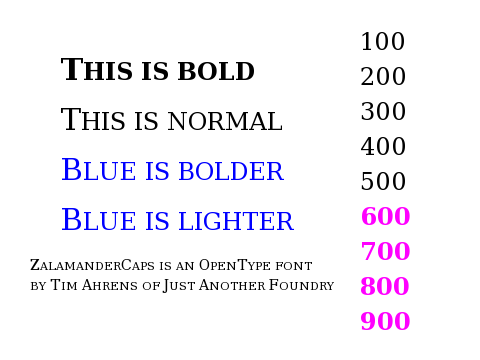 This is bold
This is normal
Blue is bolder
Blue is lighter
ZalamanderCaps is an OpenType font
by Tim Ahrens of Just Another Foundry
100
200
300
400
500
600
700
800
900